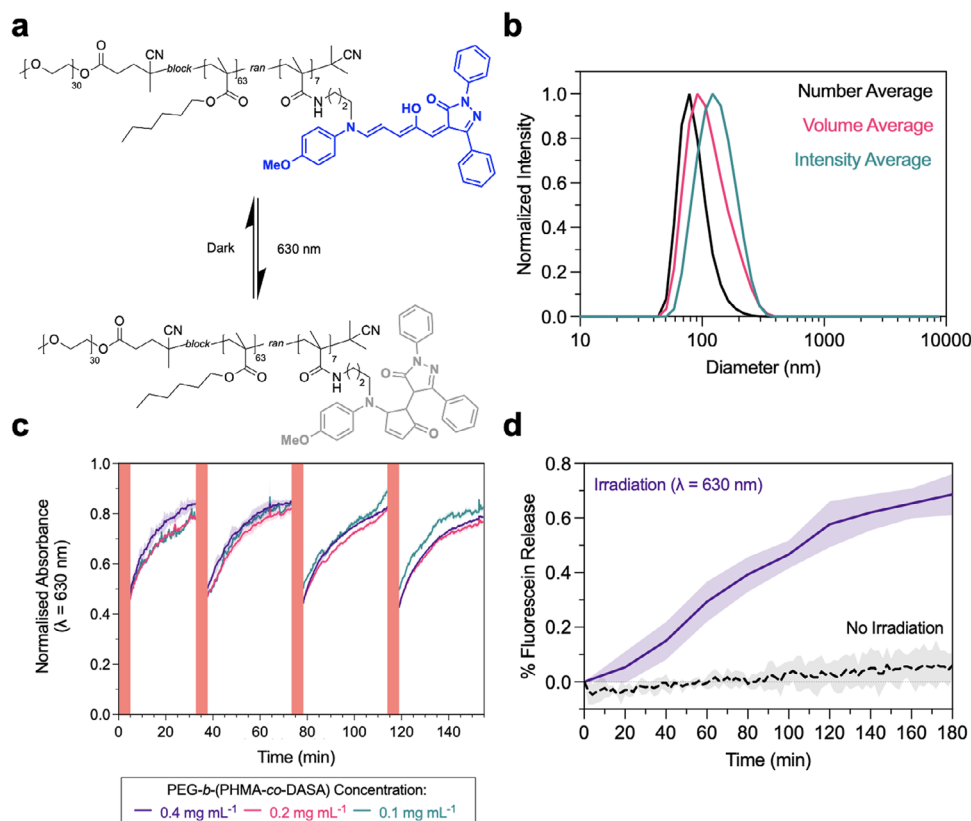 a
O
O
30
O
CN
block
63
ran
7
CN
O
O
O
NH
2
N
HO
O
N
N
MeO
Dark
630 nm
O
O
30
O
CN
block
63
ran
7
CN
O
O
O
NH
2
N
O
N
N
O
MeO
b
Number Average
Volume Average
Intensity Average
Normalized Intensity
1.0
0.8
0.6
0.4
0.2
0.0
10
100
1000
10000
Diameter (nm)
c
Normalised Absorbance
(λ = 630 nm)
1.0
0.8
0.6
0.4
0.2
0.0
0 20 40 60 80 100 120 140
Time (min)
PEG-b-(PHMA-co-DASA) Concentration:
0.4 mg mL⁻¹ 0.2 mg mL⁻¹ 0.1 mg mL⁻¹
d
% Fluorescein Release
0.8
0.6
0.4
0.2
0.0
Irradiation (λ = 630 nm)
No Irradiation
0 20 40 60 80 100 120 140 160 180
Time (min)